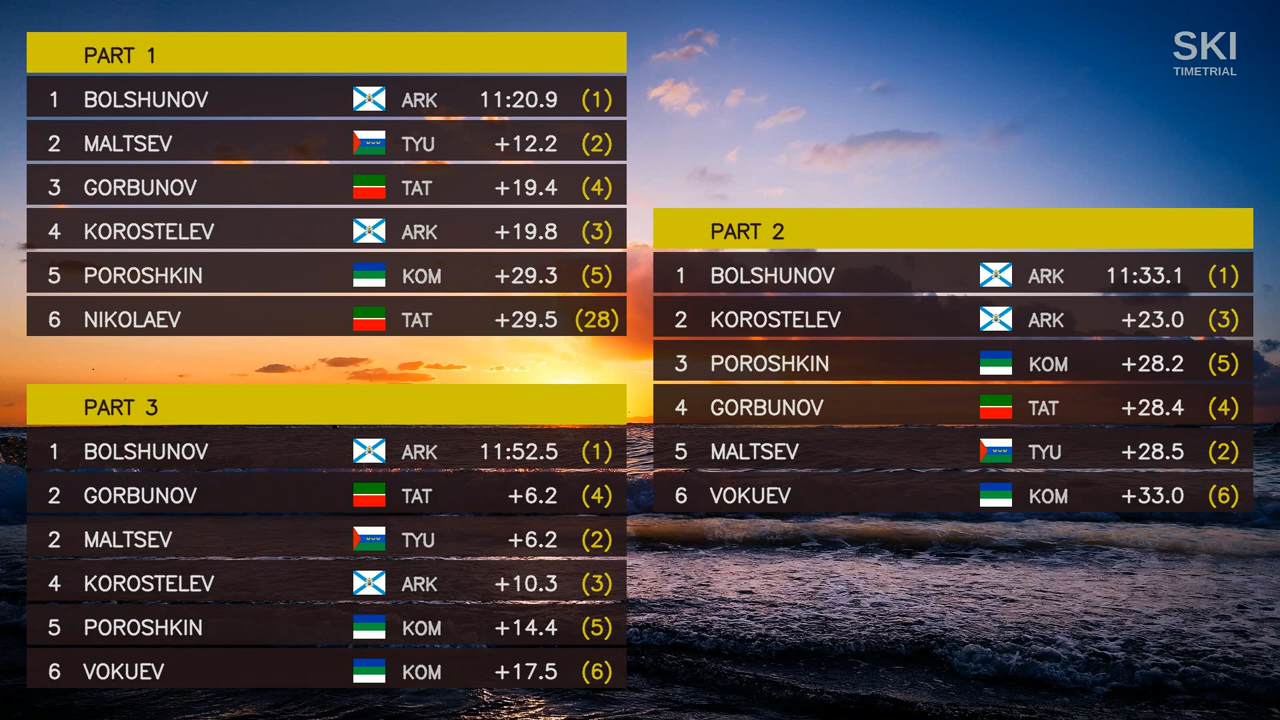 SKI
TIMETRIAL
PART 1
1 BOLSHUNOV ARK 11:20.9 (1)
2 MALTSEV TYU +12.2 (2)
3 GORBUNOV TAT +19.4 (4)
4 KOROSTELEV ARK +19.8 (3)
5 POROSHKIN KOM +29.3 (5)
6 NIKOLAEV TAT +29.5 (28)
PART 2
1 BOLSHUNOV ARK 11:33.1 (1)
2 KOROSTELEV ARK +23.0 (3)
3 POROSHKIN KOM +28.2 (5)
4 GORBUNOV TAT +28.4 (4)
5 MALTSEV TYU +28.5 (2)
6 VOKUEV KOM +33.0 (6)
PART 3
1 BOLSHUNOV ARK 11:52.5 (1)
2 GORBUNOV TAT +6.2 (4)
2 MALTSEV TYU +6.2 (2)
4 KOROSTELEV ARK +10.3 (3)
5 POROSHKIN KOM +14.4 (5)
6 VOKUEV KOM +17.5 (6)